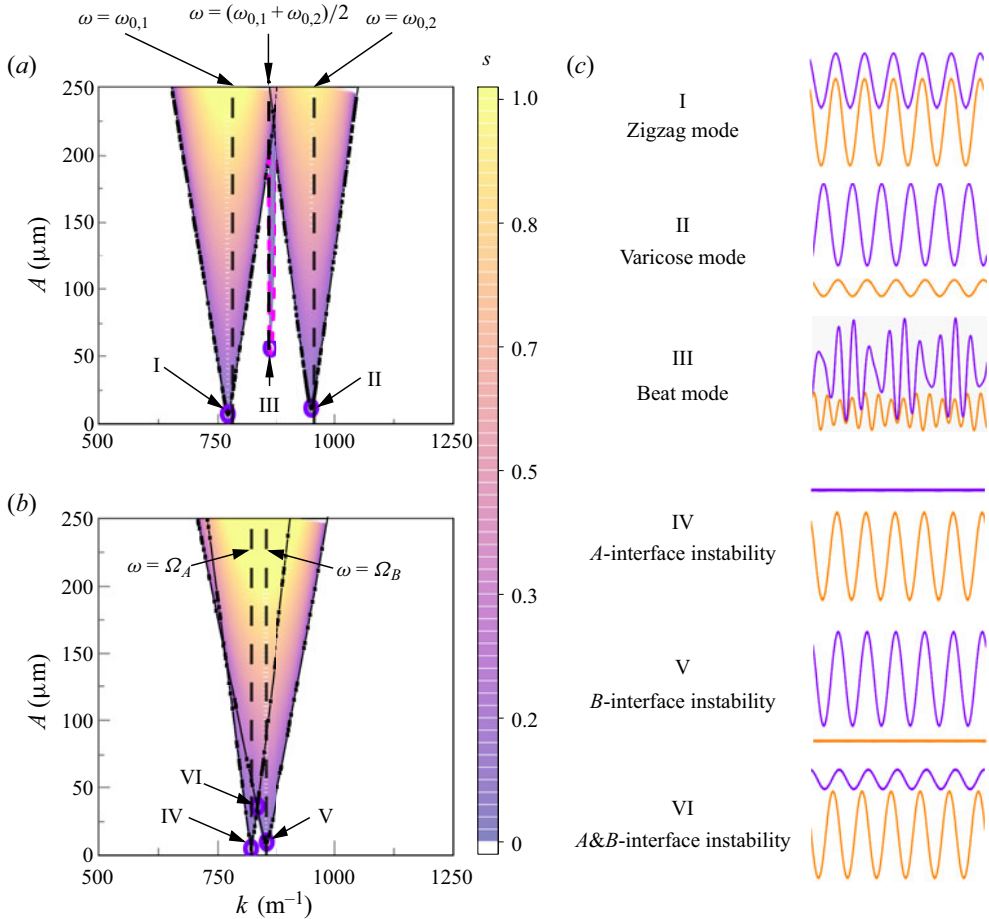 ω = ω0,1
ω = (ω0,1 + ω0,2)/2
ω = ω0,2
(a)
s
(c)
250
200
150
100
50
0
A (μm)
I
III
II
500
750
1000
1250
1.0
0.8
0.7
0.5
0.3
0.2
0
(b)
250
200
150
100
50
0
A (μm)
ω = ΩA
ω = ΩB
VI
IV
V
500
750
1000
1250
k (m⁻¹)
I
Zigzag mode
II
Varicose mode
III
Beat mode
IV
A-interface instability
V
B-interface instability
VI
A&B-interface instability